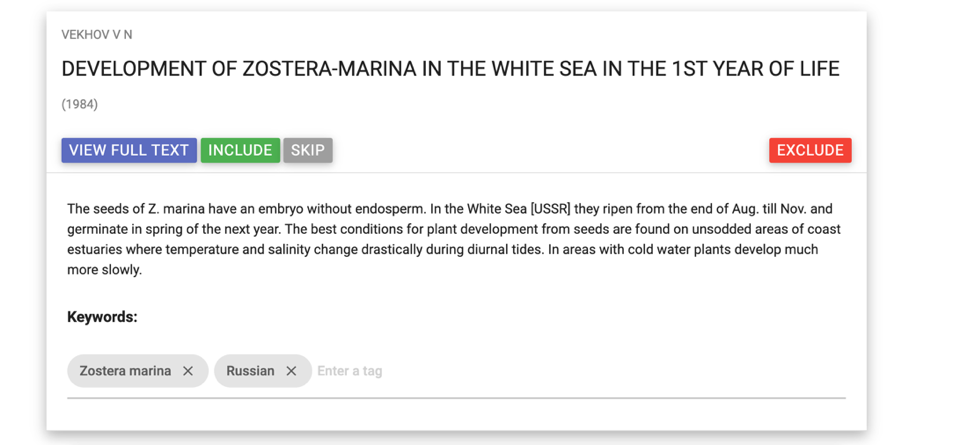 VEKHOV V N
DEVELOPMENT OF ZOSTERA-MARINA IN THE WHITE SEA IN THE 1ST YEAR OF LIFE
(1984)
VIEW FULL TEXT INCLUDE SKIP EXCLUDE
The seeds of Z. marina have an embryo without endosperm. In the White Sea [USSR] they ripen from the end of Aug. till Nov. and
germinate in spring of the next year. The best conditions for plant development from seeds are found on unsodded areas of coast
estuaries where temperature and salinity change drastically during diurnal tides. In areas with cold water plants develop much
more slowly.
Keywords:
Zostera marina × Russian × Enter a tag